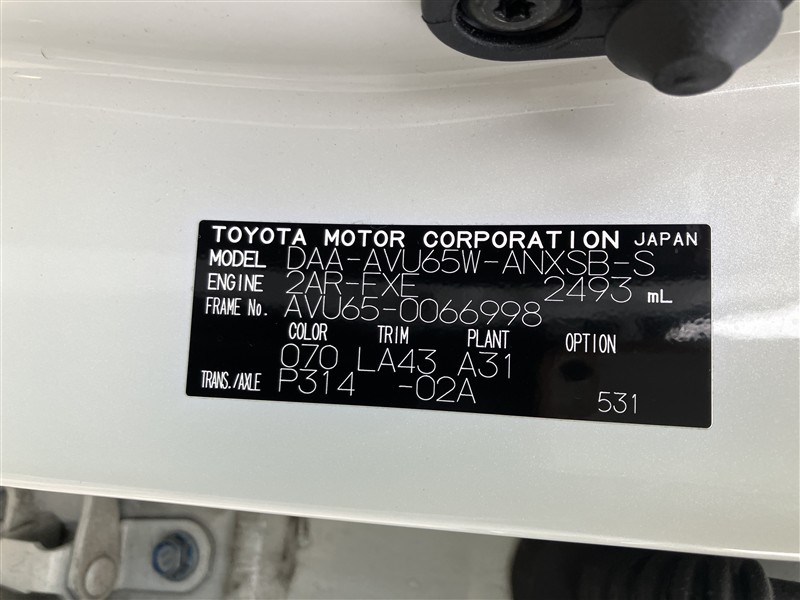 TOYOTA MOTOR CORPORATION JAPAN
MODEL DAA-AVU65W-ANXSB-S
ENGINE 2AR-FXE 2493 mL
FRAME No. AVU65-0066998
COLOR TRIM PLANT OPTION
070 LA43 A31
TRANS./AXLE P314 -02A
531